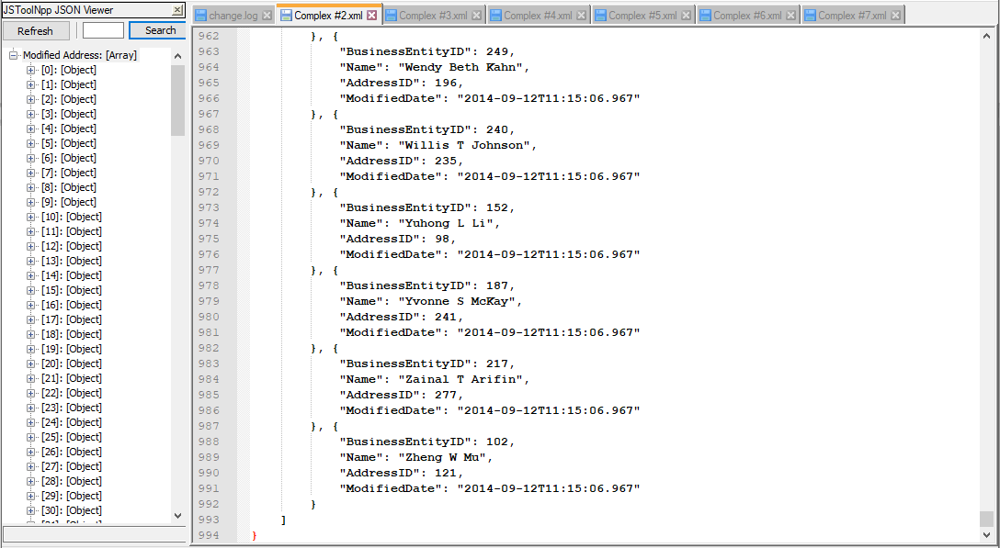 JSToolNpp JSON Viewer
Refresh Search
Modified Address: [Array]
[0]: [Object]
[1]: [Object]
[2]: [Object]
[3]: [Object]
[4]: [Object]
[5]: [Object]
[6]: [Object]
[7]: [Object]
[8]: [Object]
[9]: [Object]
[10]: [Object]
[11]: [Object]
[12]: [Object]
[13]: [Object]
[14]: [Object]
[15]: [Object]
[16]: [Object]
[17]: [Object]
[18]: [Object]
[19]: [Object]
[20]: [Object]
[21]: [Object]
[22]: [Object]
[23]: [Object]
[24]: [Object]
[25]: [Object]
[26]: [Object]
[27]: [Object]
[28]: [Object]
[29]: [Object]
[30]: [Object]
change.log Complex #2.xml Complex #3.xml Complex #4.xml Complex #5.xml Complex #6.xml Complex #7.xml
962 }, {
963 "BusinessEntityID": 249,
964 "Name": "Wendy Beth Kahn",
965 "AddressID": 196,
966 "ModifiedDate": "2014-09-12T11:15:06.967"
967 }, {
968 "BusinessEntityID": 240,
969 "Name": "Willis T Johnson",
970 "AddressID": 235,
971 "ModifiedDate": "2014-09-12T11:15:06.967"
972 }, {
973 "BusinessEntityID": 152,
974 "Name": "Yuhong L Li",
975 "AddressID": 98,
976 "ModifiedDate": "2014-09-12T11:15:06.967"
977 }, {
978 "BusinessEntityID": 187,
979 "Name": "Yvonne S McKay",
980 "AddressID": 241,
981 "ModifiedDate": "2014-09-12T11:15:06.967"
982 }, {
983 "BusinessEntityID": 217,
984 "Name": "Zainal T Arifin",
985 "AddressID": 277,
986 "ModifiedDate": "2014-09-12T11:15:06.967"
987 }, {
988 "BusinessEntityID": 102,
989 "Name": "Zheng W Mu",
990 "AddressID": 121,
991 "ModifiedDate": "2014-09-12T11:15:06.967"
992 }
993 ]
994 }